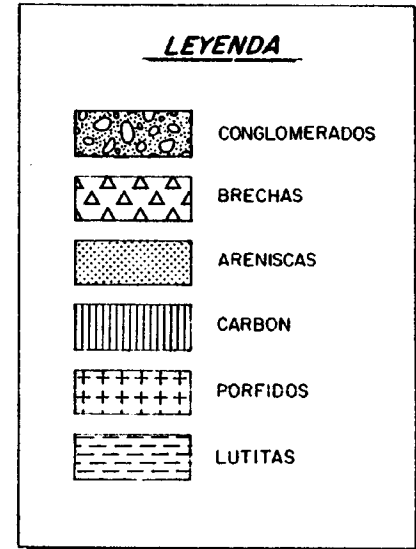 LEYENDA
CONGLOMERADOS
BRECHAS
ARENISCAS
CARBON
PORFIDOS
LUTITAS